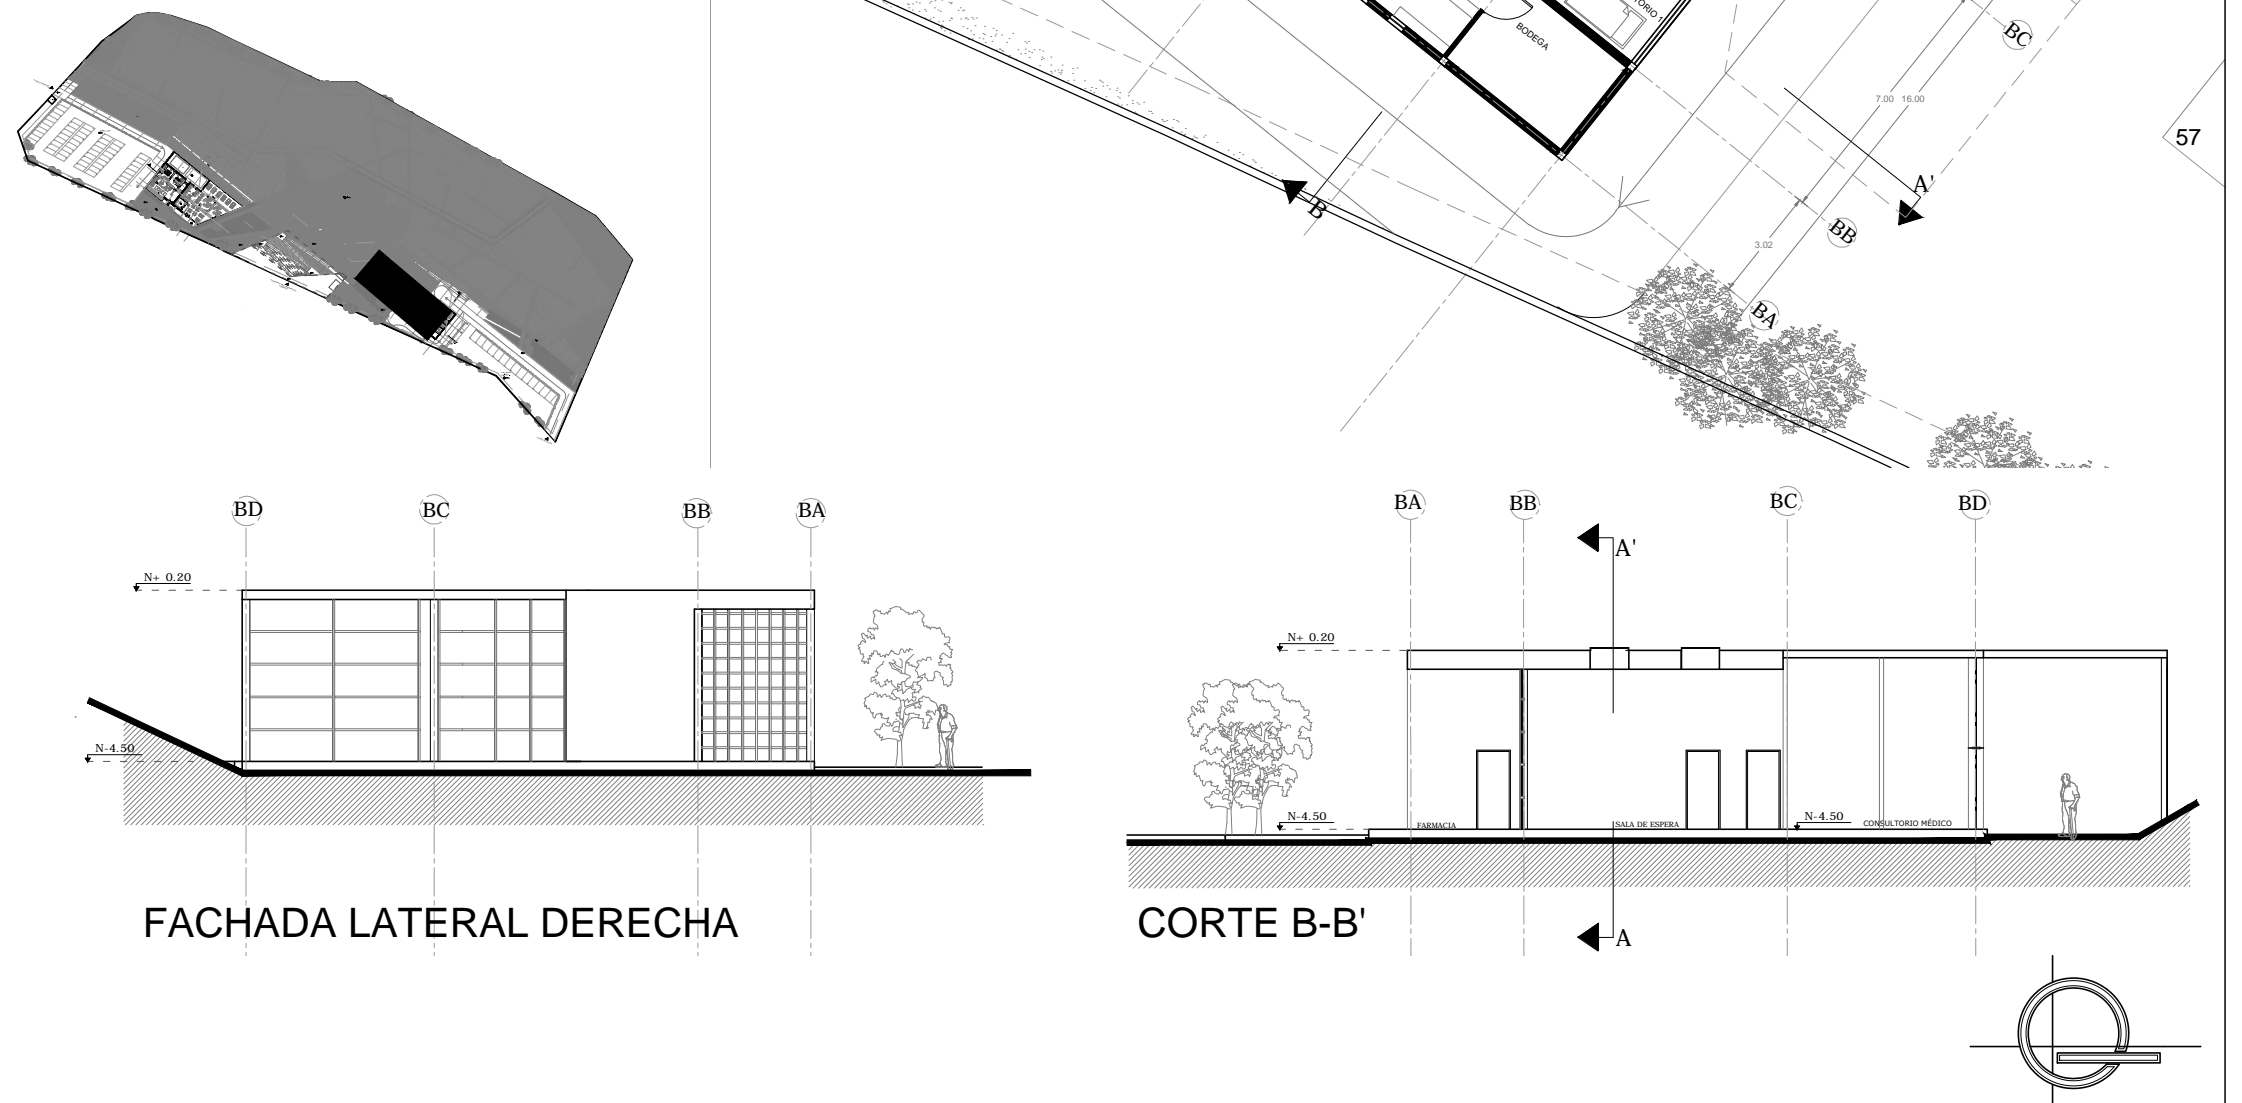 TORIO 1
BODEGA
BC
7.00 16.00
57
A'
B
BB
3.02
BA
BD
BC
BB
BA
N+ 0.20
N-4.50
FACHADA LATERAL DERECHA
BA
BB
BC
BD
A'
N+ 0.20
N-4.50
FARMACIA
SALA DE ESPERA
N-4.50
CONSULTORIO MÉDICO
CORTE B-B'
A